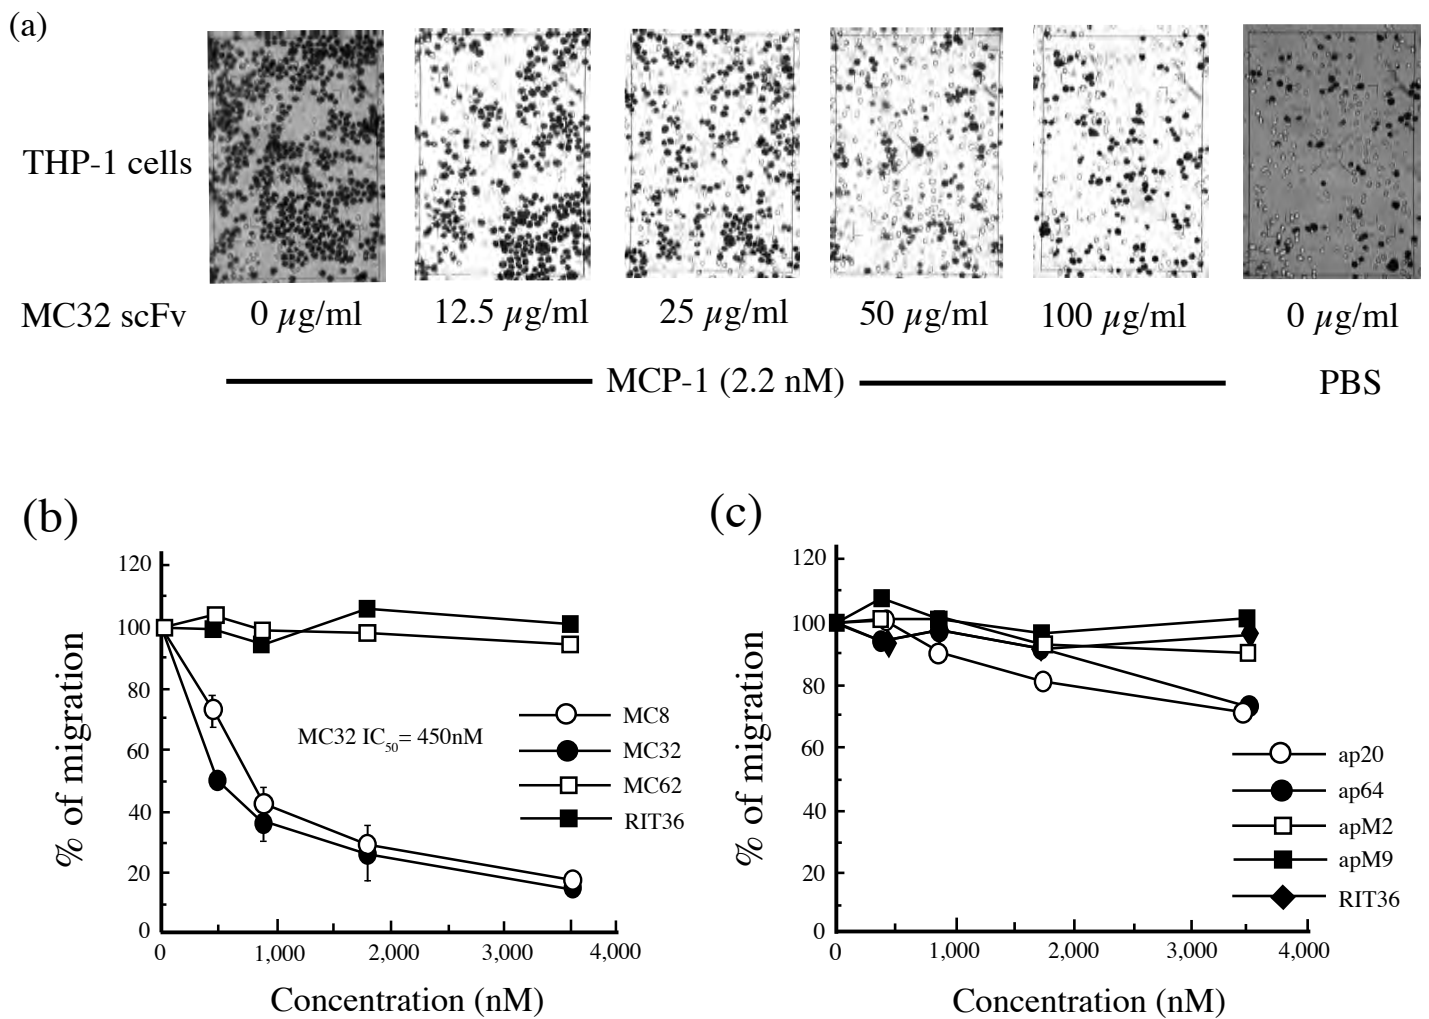 (a)
THP-1 cells
MC32 scFv 0 µg/ml 12.5 µg/ml 25 µg/ml 50 µg/ml 100 µg/ml 0 µg/ml
MCP-1 (2.2 nM) PBS
(b)
120
100
80
60
40
20
0
% of migration
MC32 IC50= 450nM
MC8
MC32
MC62
RIT36
0 1,000 2,000 3,000 4,000
Concentration (nM)
(c)
120
100
80
60
40
20
0
% of migration
ap20
ap64
apM2
apM9
RIT36
0 1,000 2,000 3,000 4,000
Concentration (nM)